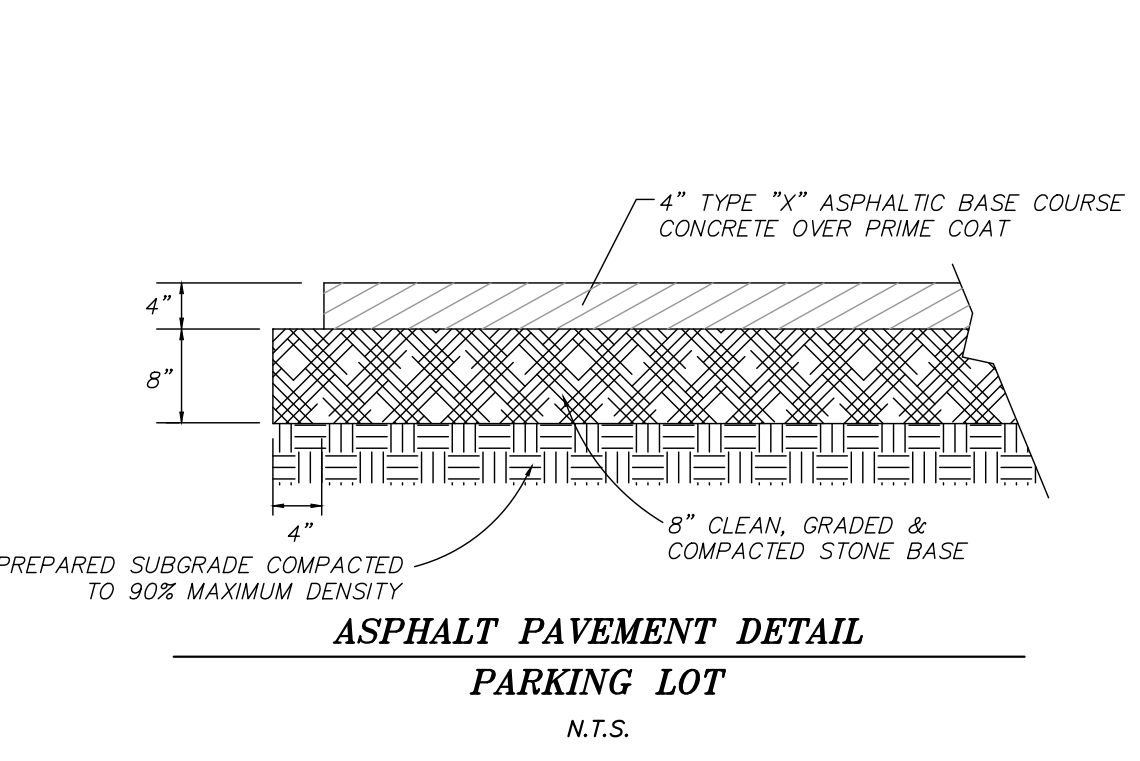 4” TYPE ”X” ASPHALTIC BASE COURSE
CONCRETE OVER PRIME COAT
4”
8”
4”
8” CLEAN, GRADED &
COMPACTED STONE BASE
PREPARED SUBGRADE COMPACTED
TO 90% MAXIMUM DENSITY
ASPHALT PAVEMENT DETAIL
PARKING LOT
N.T.S.